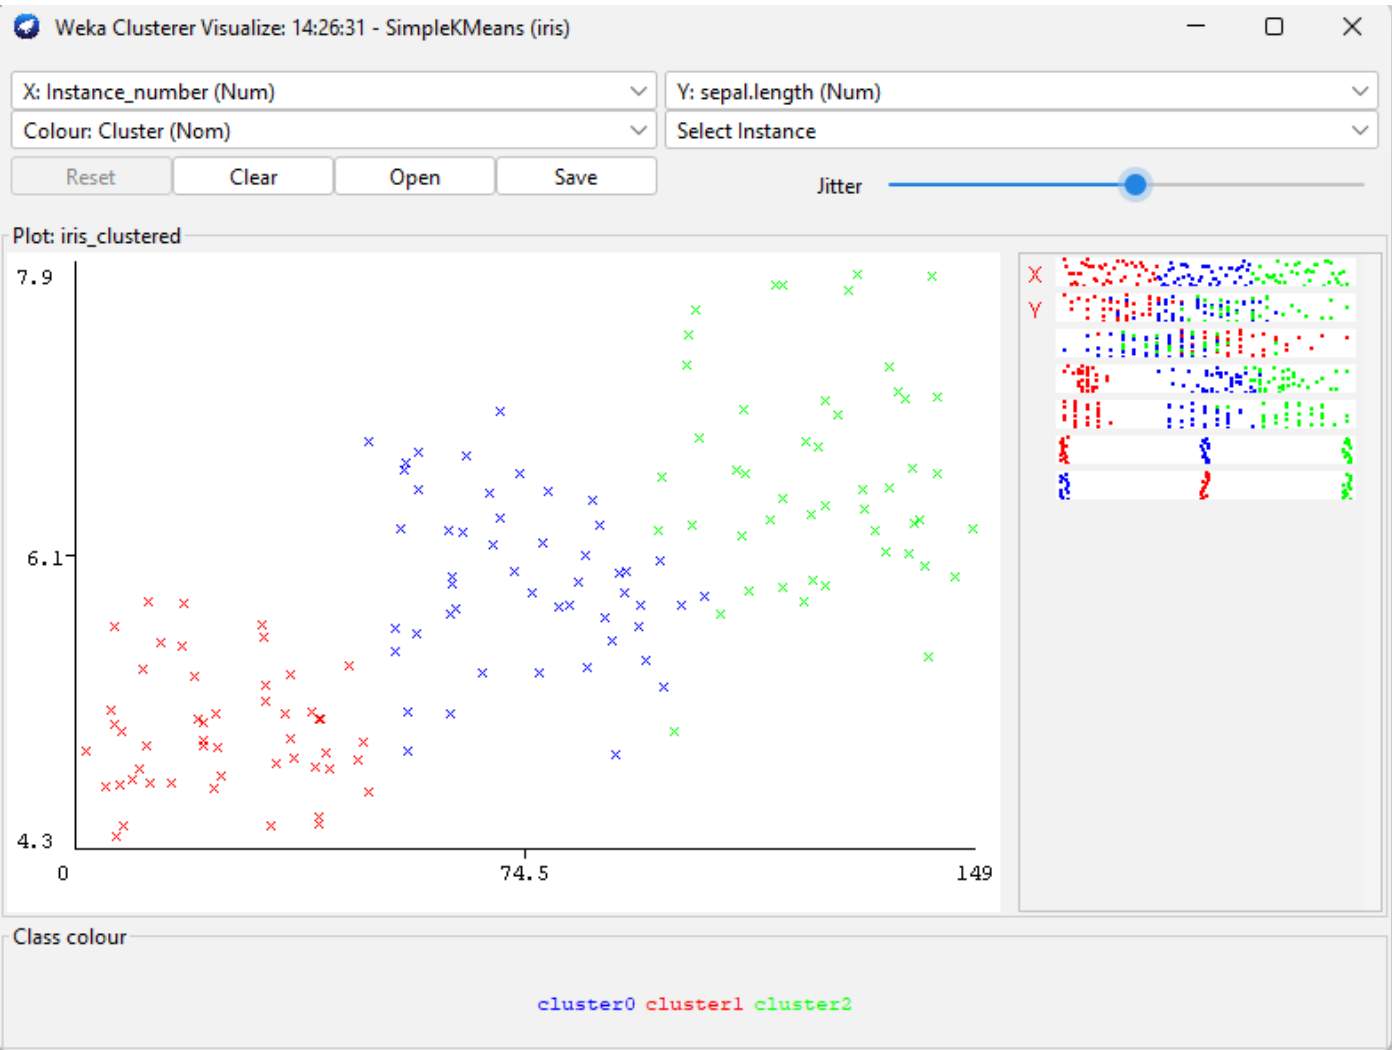 Weka Clusterer Visualize: 14:26:31 - SimpleKMeans (iris)
X: Instance_number (Num)
Y: sepal.length (Num)
Colour: Cluster (Nom)
Select Instance
Reset
Clear
Open
Save
Jitter
Plot: iris_clustered
7.9
6.1
4.3
0
74.5
149
X
Y
Class colour
cluster0 cluster1 cluster2